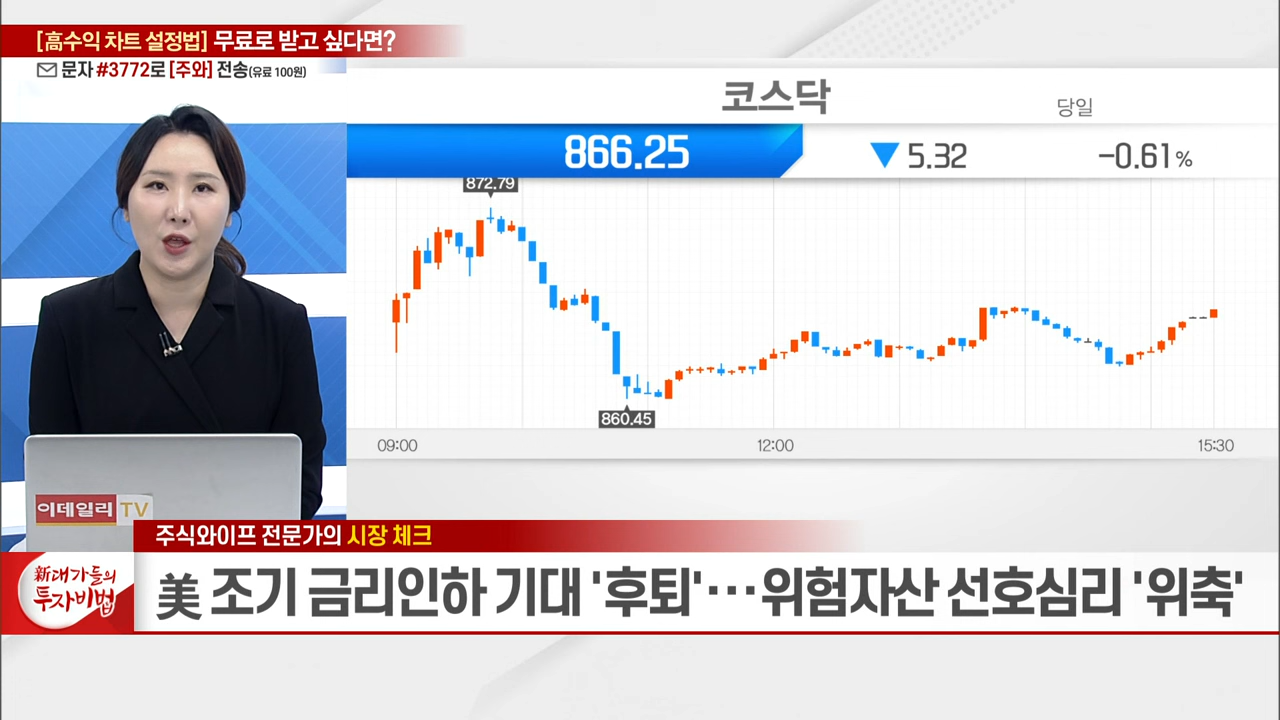 [高수익 차트 설정법] 무료로 받고 싶다면?
문자 #3772로 [주와] 전송(유료 100원)
코스닥
당일
866.25 ▼ 5.32 -0.61%
872.79
860.45
09:00 12:00 15:30
이데일리 TV
주식와이프 전문가의 시장 체크
新대가들의
투자비법
美 조기 금리인하 기대 '후퇴'…위험자산 선호심리 '위축'